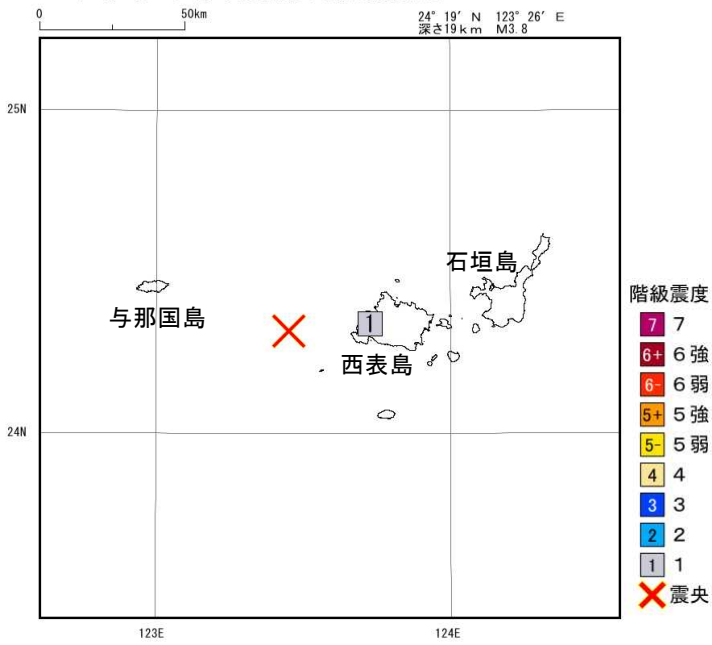 0 50km
24° 19′ N 123° 26′ E
深さ19km M3.8
25N
石垣島
与那国島
1
西表島
24N
123E 124E
階級震度
7 7
6+ 6強
6- 6弱
5+ 5強
5- 5弱
4 4
3 3
2 2
1 1
震央